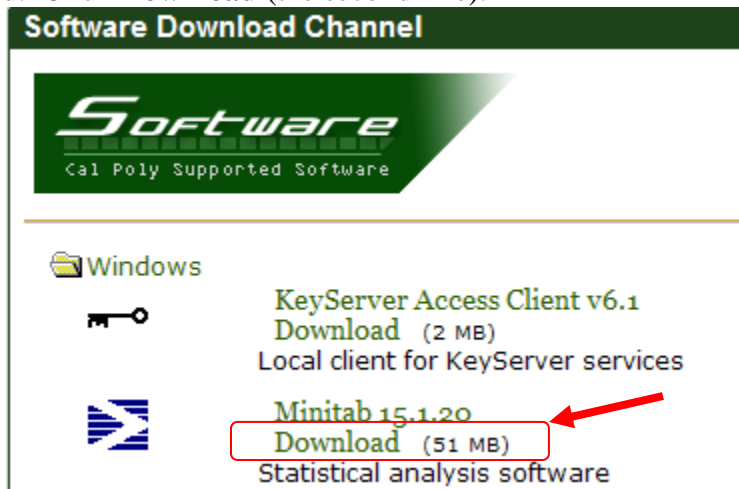 Software Download Channel
Software
Cal Poly Supported Software
Windows
KeyServer Access Client v6.1
Download (2 MB)
Local client for KeyServer services
Minitab 15.1.20
Download (51 MB)
Statistical analysis software